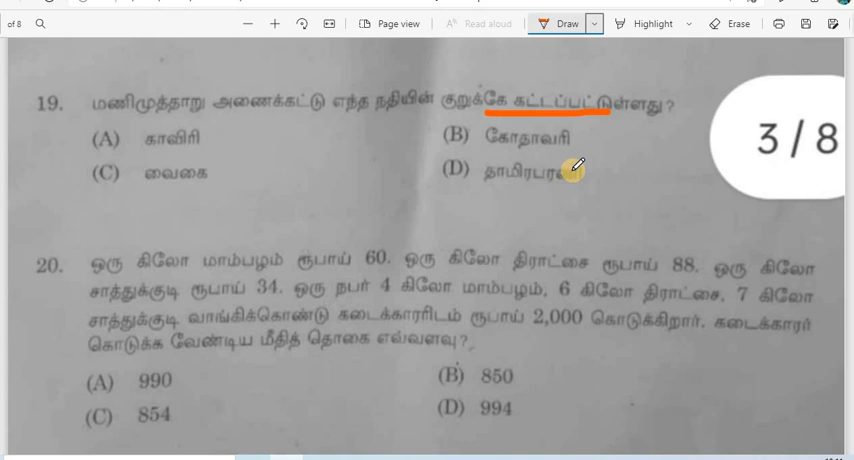 of 8
Page view
Read aloud
Draw
Highlight
Erase
19. மணிமுத்தாறு அணைக்கட்டு எந்த நதியின் குறுக்கே கட்டப்பட்டுள்ளது?
(A) காவிரி
(B) கோதாவரி
(C) வைகை
(D)
3 / 8
20. ஒரு கிலோ மாம்பழம் ரூபாய் 60. ஒரு கிலோ திராட்சை ரூபாய் 88. ஒரு கிலோ
சாத்துக்குடி ரூபாய் 34. ஒரு நபர் 4 கிலோ மாம்பழம், 6 கிலோ திராட்சை, 7 கிலோ
சாத்துக்குடி வாங்கிக்கொண்டு கடைக்காரரிடம் ரூபாய் 2,000 கொடுக்கிறார். கடைக்காரர்
கொடுக்க வேண்டிய மீதித் தொகை எவ்வளவு?
(A) 990
(B) 850
(C) 854
(D) 994